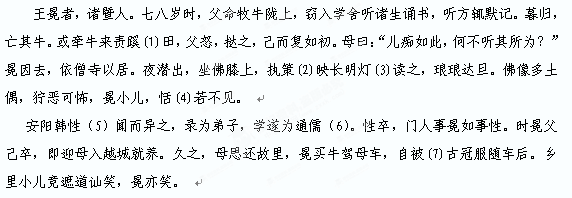 王冕者，诸暨人。七八岁时，父命牧牛陇上，窃入学舍听诸生诵书，听方辄默记。暮归，
亡其牛。或牵牛来责蹊(1)田，父怒，挞之，己而复如初。母曰：“儿痴如此，何不听其所为？”
冕因去，依僧寺以居。夜潜出，坐佛膝上，执策(2)映长明灯(3)读之，琅琅达旦。佛像多土
偶，狞恶可怖，冕小儿，恬(4)若不见。
安阳韩性（5）闻而异之，录为弟子，学遂为通儒（6）。性卒，门人事冕如事性。时冕父
己卒，即迎母入越城就养。久之，母思还故里，冕买牛驾母车，自被(7)古冠服随车后。乡
里小儿竞遮道讪笑，冕亦笑。